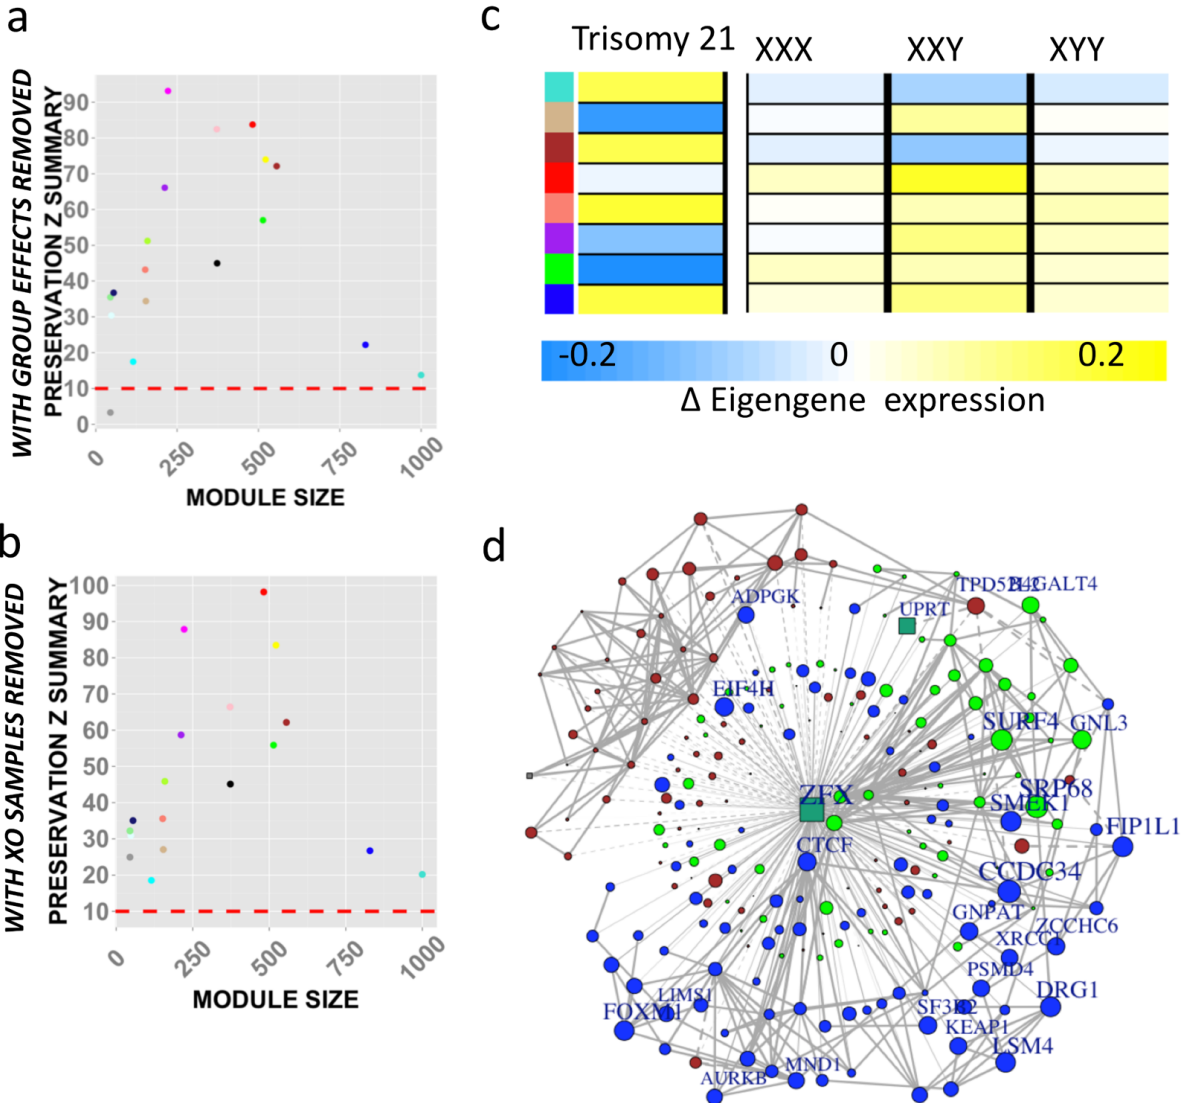 a
WITH GROUP EFFECTS REMOVED
PRESERVATION Z SUMMARY
90
80
70
60
50
40
30
20
10
0
0
250
500
750
1000
MODULE SIZE
b
WITH XO SAMPLES REMOVED
PRESERVATION Z SUMMARY
100
90
80
70
60
50
40
30
20
10
0
250
500
750
1000
MODULE SIZE
c
Trisomy 21
XXX
XXY
XYY
-0.2
0
0.2
Δ Eigengene expression
d
ADPGK
UPRT
B4GALT4
EIF4H
SURF4
GNL3
ZFX
SRP68
SMEK1
FIP1L1
CTCF
CCDC34
GNPAT
ZCCHC6
XRCC1
PSMD4
LIMS1
DRG1
FOXM1
SF3B2
KEAP1
LSM4
MND1
AURKB